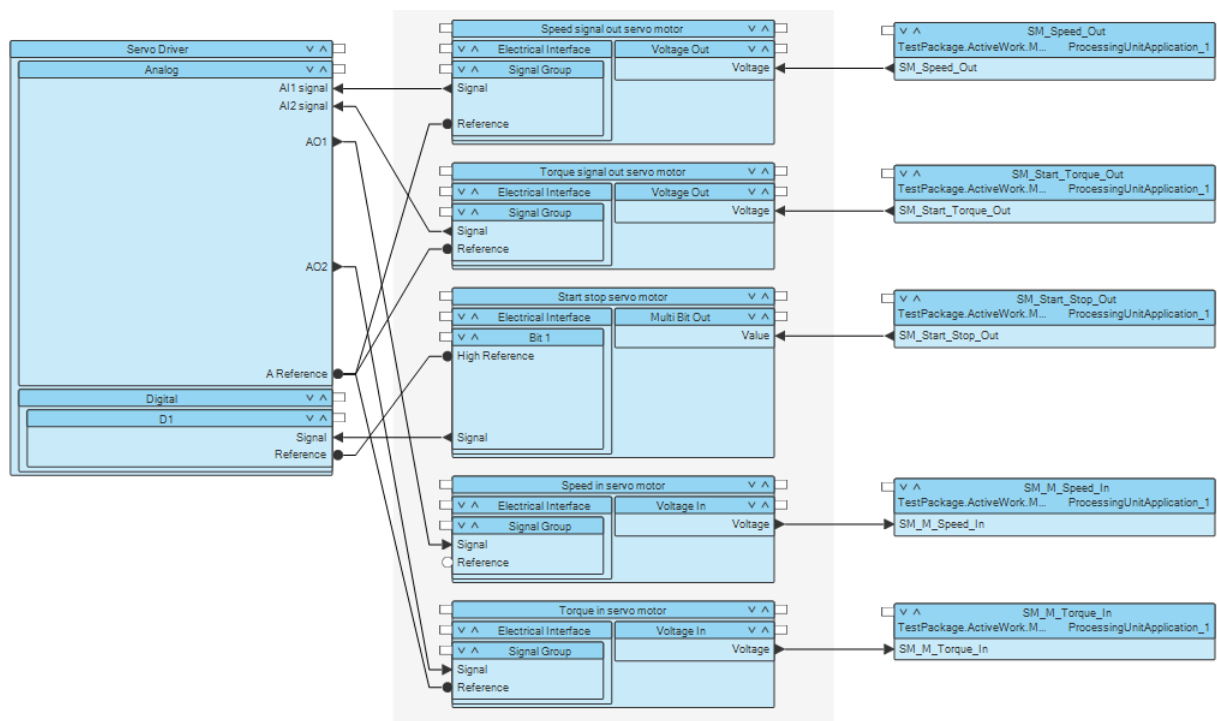 Servo Driver
Analog
AI1 signal
AI2 signal
AO1
AO2
A Reference
Digital
D1
Signal
Reference
Speed signal out servo motor
Electrical Interface
Voltage Out
Signal Group
Voltage
Signal
Reference
Torque signal out servo motor
Electrical Interface
Voltage Out
Signal Group
Voltage
Signal
Reference
Start stop servo motor
Electrical Interface
Multi Bit Out
Bit 1
Value
High Reference
Signal
Speed in servo motor
Electrical Interface
Voltage In
Signal Group
Voltage
Signal
Reference
Torque in servo motor
Electrical Interface
Voltage In
Signal Group
Voltage
Signal
Reference
SM_Speed_Out
TestPackage.ActiveWork.M... ProcessingUnitApplication_1
SM_Speed_Out
SM_Start_Torque_Out
TestPackage.ActiveWork.M... ProcessingUnitApplication_1
SM_Start_Torque_Out
SM_Start_Stop_Out
TestPackage.ActiveWork.M... ProcessingUnitApplication_1
SM_Start_Stop_Out
SM_M_Speed_In
TestPackage.ActiveWork.M... ProcessingUnitApplication_1
SM_M_Speed_In
SM_M_Torque_In
TestPackage.ActiveWork.M... ProcessingUnitApplication_1
SM_M_Torque_In